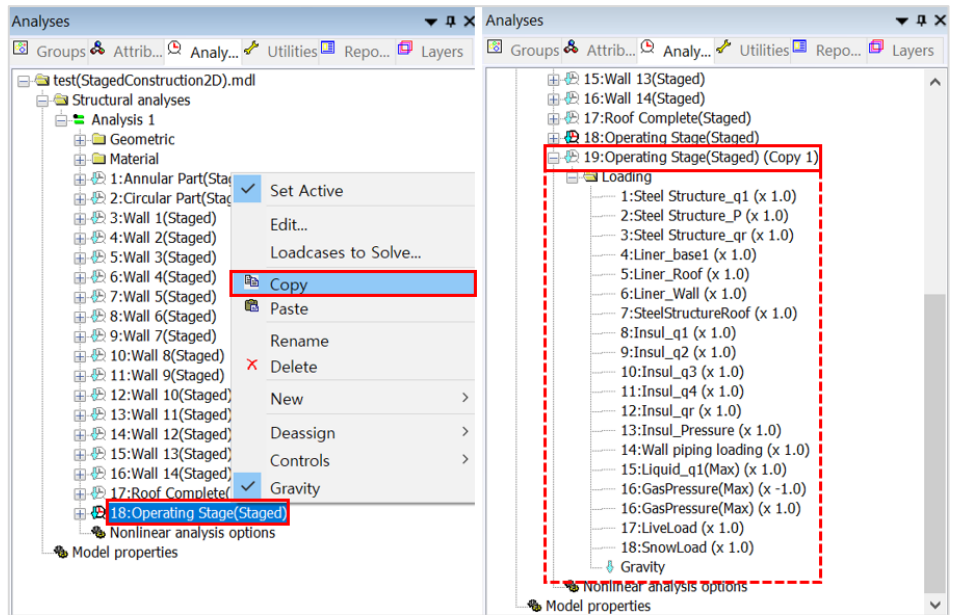 Analyses
Groups Attrib... Analy... Utilities Repo... Layers
test(StagedConstruction2D).mdl
Structural analyses
Analysis 1
Geometric
Material
1:Annular Part(Stag
2:Circular Part(Stag
3:Wall 1(Staged)
4:Wall 2(Staged)
5:Wall 3(Staged)
6:Wall 4(Staged)
7:Wall 5(Staged)
8:Wall 6(Staged)
9:Wall 7(Staged)
10:Wall 8(Staged)
11:Wall 9(Staged)
12:Wall 10(Staged)
13:Wall 11(Staged)
14:Wall 12(Staged)
15:Wall 13(Staged)
16:Wall 14(Staged)
17:Roof Complete(
18:Operating Stage(Staged)
Nonlinear analysis options
Model properties
Set Active
Edit...
Loadcases to Solve...
Copy
Paste
Rename
Delete
New
Deassign
Controls
Gravity
Analyses
Groups Attrib... Analy... Utilities Repo... Layers
15:Wall 13(Staged)
16:Wall 14(Staged)
17:Roof Complete(Staged)
18:Operating Stage(Staged)
19:Operating Stage(Staged) (Copy 1)
Loading
1:Steel Structure_q1 (x 1.0)
2:Steel Structure_P (x 1.0)
3:Steel Structure_qr (x 1.0)
4:Liner_base1 (x 1.0)
5:Liner_Roof (x 1.0)
6:Liner_Wall (x 1.0)
7:SteelStructureRoof (x 1.0)
8:Insul_q1 (x 1.0)
9:Insul_q2 (x 1.0)
10:Insul_q3 (x 1.0)
11:Insul_q4 (x 1.0)
12:Insul_qr (x 1.0)
13:Insul_Pressure (x 1.0)
14:Wall piping loading (x 1.0)
15:Liquid_q1(Max) (x 1.0)
16:GasPressure(Max) (x -1.0)
16:GasPressure(Max) (x 1.0)
17:LiveLoad (x 1.0)
18:SnowLoad (x 1.0)
Gravity
Nonlinear analysis options
Model properties